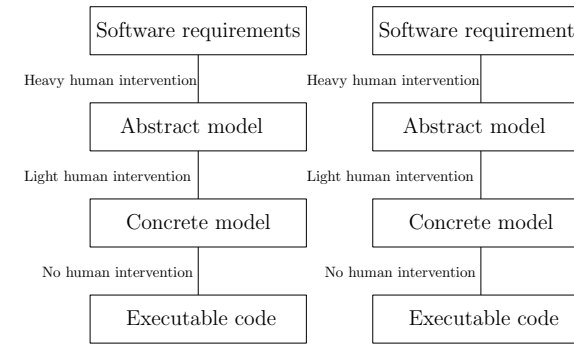 Software requirements
Heavy human intervention
Abstract model
Light human intervention
Concrete model
No human intervention
Executable code
Software requirement
Heavy human intervention
Abstract model
Light human intervention
Concrete model
No human intervention
Executable code